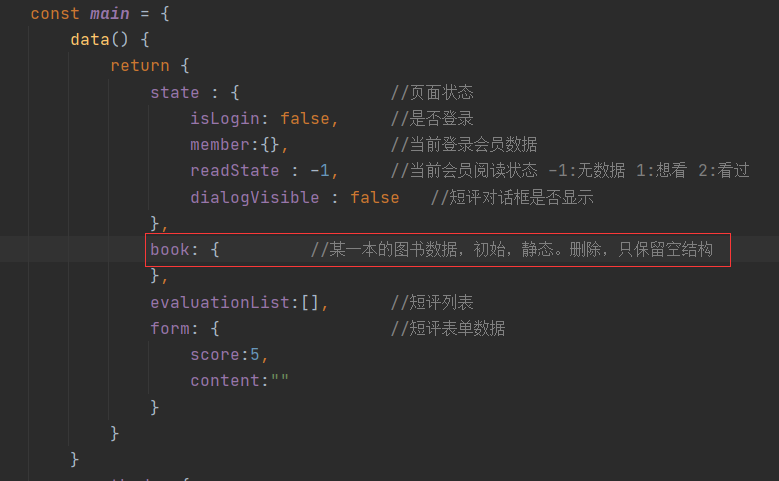 const main = {
data() {
return {
state : { //页面状态
isLogin: false, //是否登录
member:{}, //当前登录会员数据
readState : -1, //当前会员阅读状态 -1:无数据 1:想看 2:看过
dialogVisible : false //短评对话框是否显示
},
book: { //某一本的图书数据，初始，静态。删除，只保留空结构
},
evaluationList:[], //短评列表
form: { //短评表单数据
score:5,
content:""
}
}
}